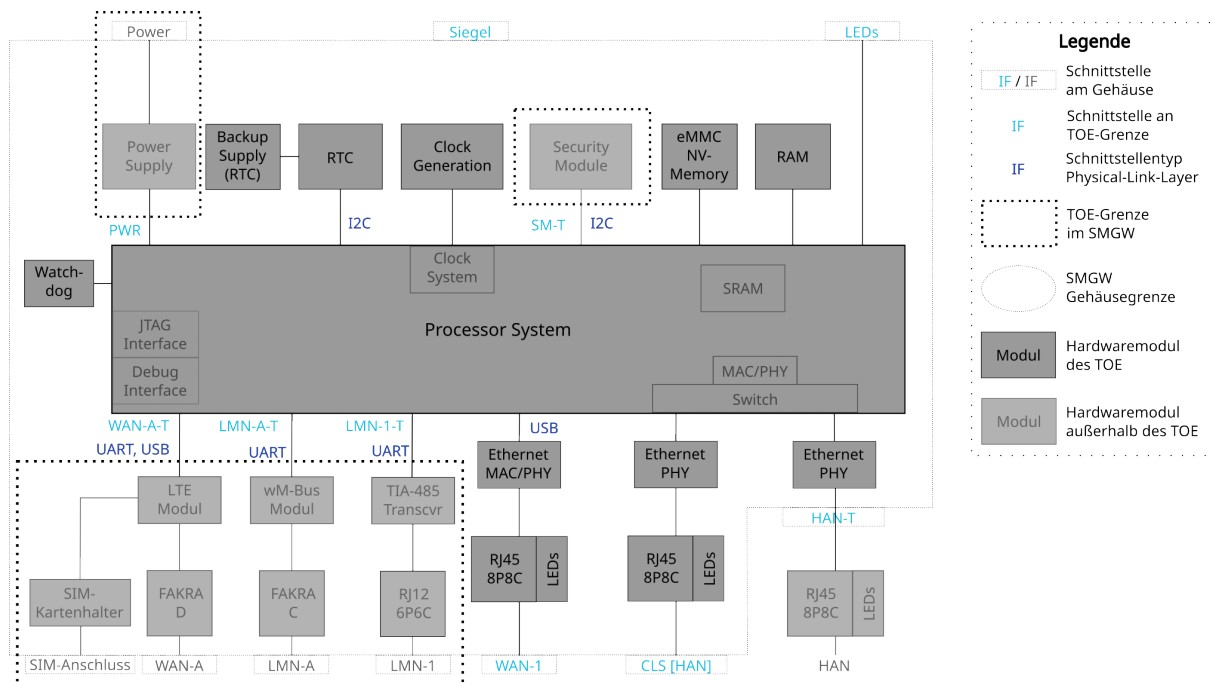 Power
Siegel
LEDs
Power
Supply
Backup
Supply
(RTC)
RTC
Clock
Generation
Security
Module
eMMC
NV-
Memory
RAM
PWR
I2C
SM-T
I2C
Watch-
dog
Clock
System
SRAM
Processor System
JTAG
Interface
Debug
Interface
MAC/PHY
Switch
WAN-A-T
UART, USB
LMN-A-T
UART
LMN-1-T
UART
USB
LTE
Modul
wM-Bus
Modul
TIA-485
Transcvr
Ethernet
MAC/PHY
Ethernet
PHY
Ethernet
PHY
HAN-T
SIM-
Kartenhalter
FAKRA
D
FAKRA
C
RJ12
6P6C
RJ45
8P8C
LEDs
RJ45
8P8C
LEDs
RJ45
8P8C
LEDs
SIM-Anschluss
WAN-A
LMN-A
LMN-1
WAN-1
CLS [HAN]
HAN
Legende
IF / IF
Schnittstelle
am Gehäuse
IF
Schnittstelle an
TOE-Grenze
IF
Schnittstellentyp
Physical-Link-Layer
TOE-Grenze
im SMGW
SMGW
Gehäusegrenze
Modul
Hardwaremodul
des TOE
Modul
Hardwaremodul
außerhalb des TOE